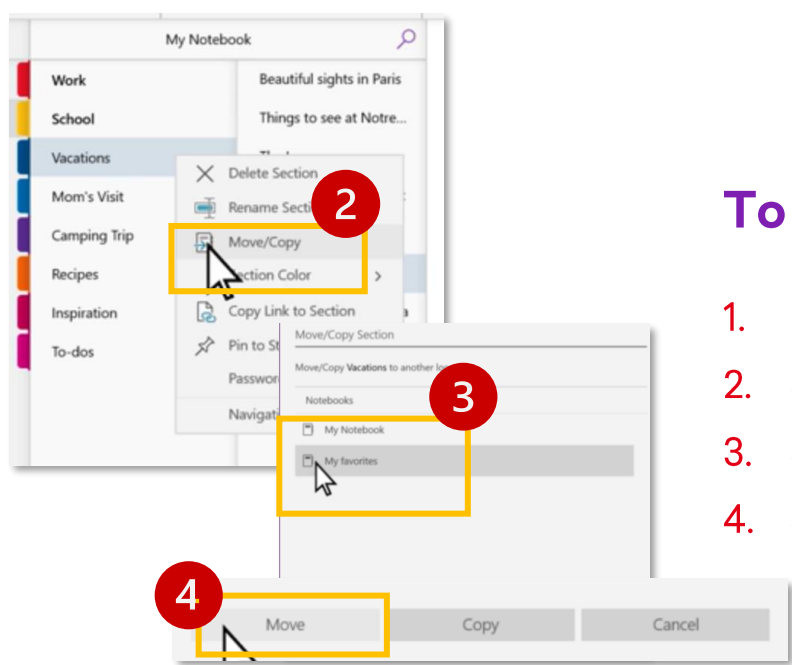 My Notebook
Work
School
Vacations
Mom's Visit
Camping Trip
Recipes
Inspiration
To-dos
Beautiful sights in Paris
Things to see at Notre...
Delete Section
Rename Secti
2
Move/Copy
ection Color
Copy Link to Section
a
Pin to St
Passwor
Navigati
Move/Copy Section
Move/Copy Vacations to another lo
3
Notebooks
My Notebook
My favorites
4
Move
Copy
Cancel
To
1.
2.
3.
4.